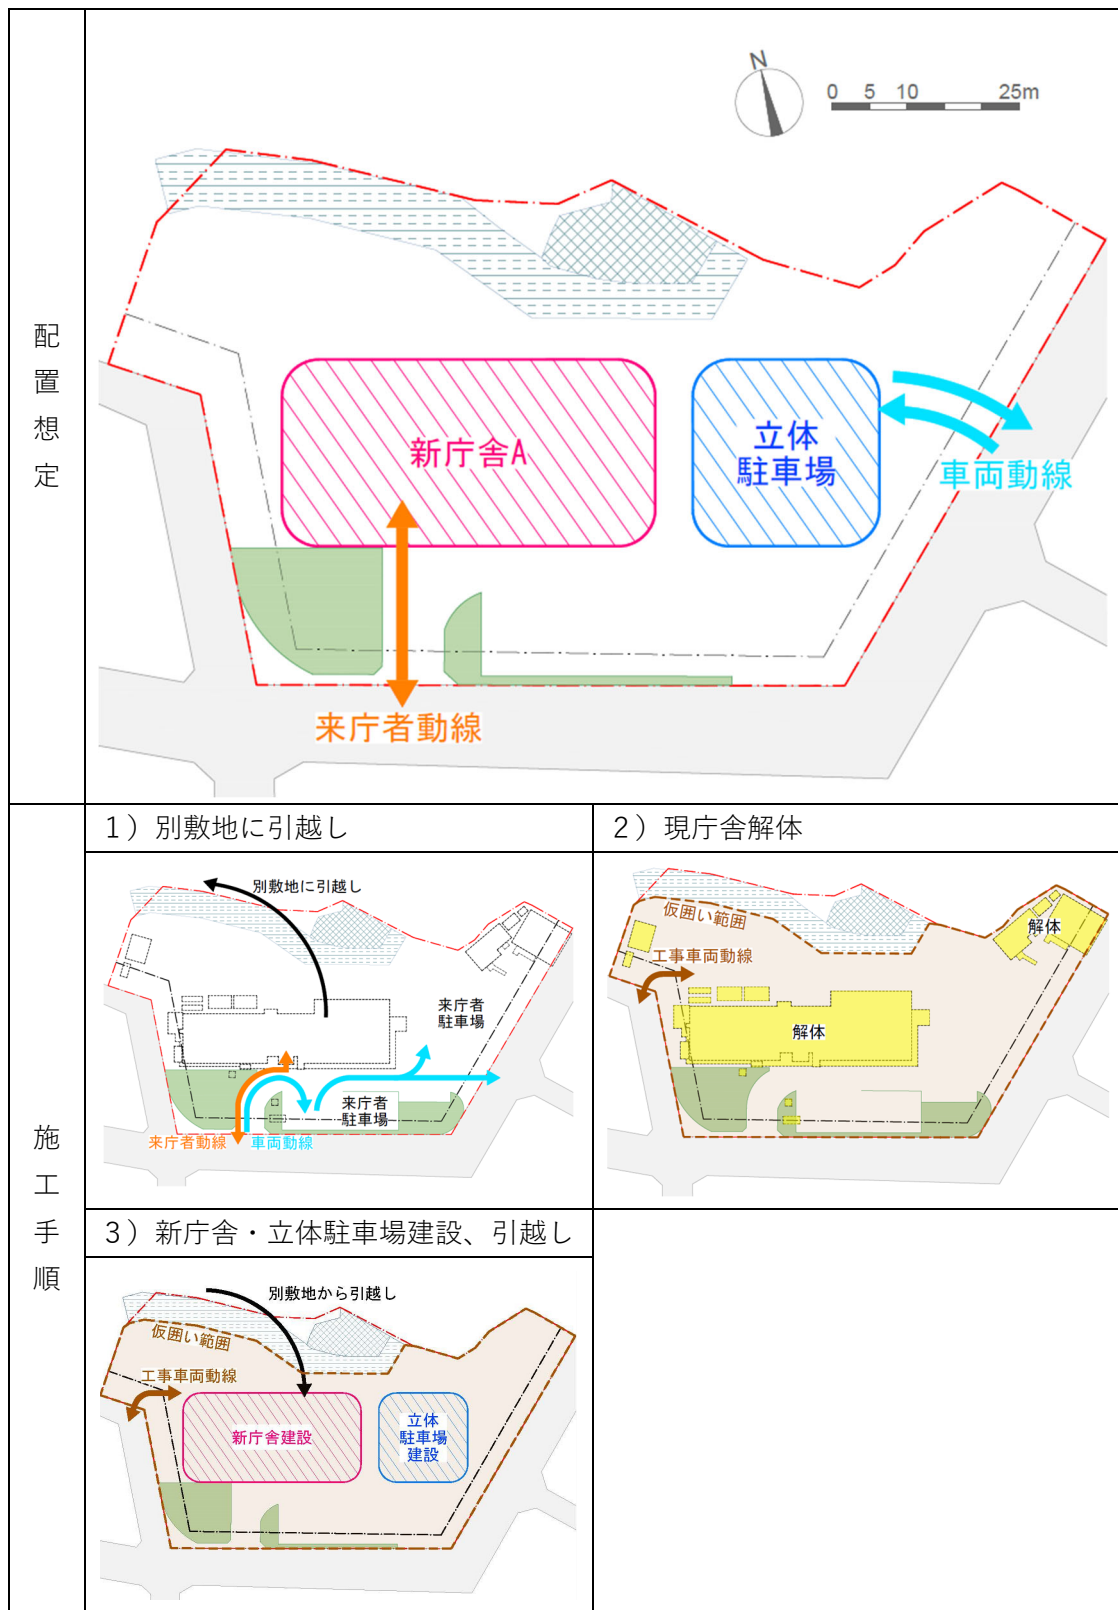 配置想定
N
0 5 10 25m
新庁舎A
立体
駐車場
車両動線
来庁者動線
施工手順
1）別敷地に引越し
別敷地に引越し
来庁者
駐車場
来庁者
駐車場
来庁者動線
車両動線
2）現庁舎解体
仮囲い範囲
解体
工事車両動線
解体
3）新庁舎・立体駐車場建設、引越し
別敷地から引越し
仮囲い範囲
工事車両動線
新庁舎建設
立体
駐車場
建設